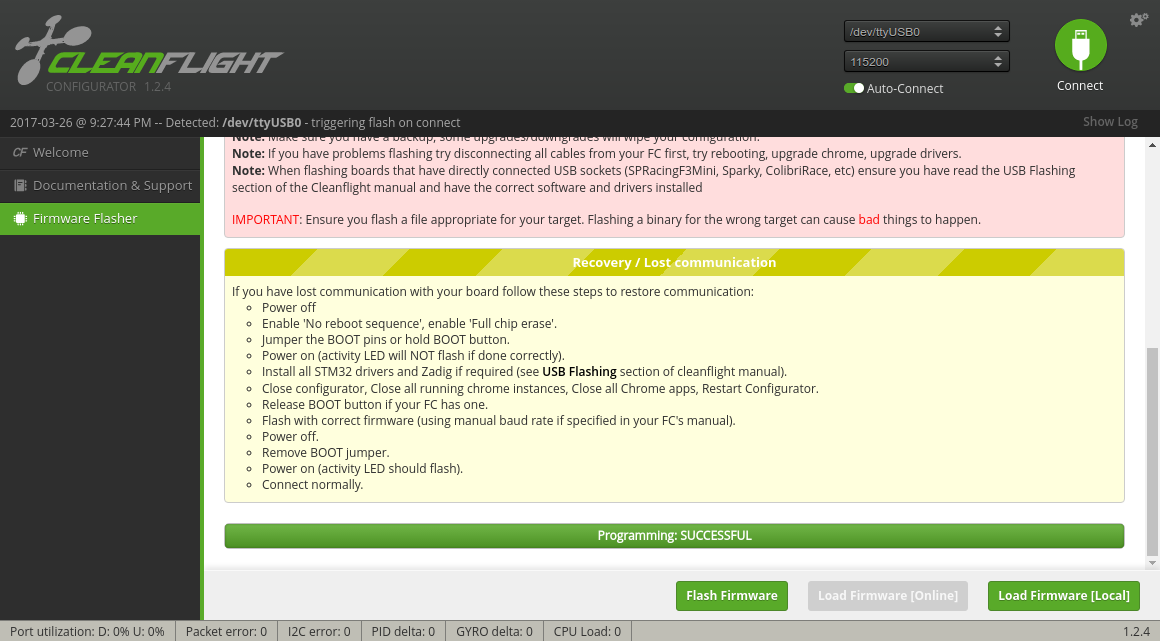 CLEANFLIGHT
CONFIGURATOR 1.2.4
/dev/ttyUSB0
115200
Auto-Connect
Connect
2017-03-26 @ 9:27:44 PM -- Detected: /dev/ttyUSB0 - triggering flash on connect
Show Log
CF Welcome
Documentation & Support
Firmware Flasher
Note: Make sure you have a backup, some upgrades/downgrades will wipe your configuration.
Note: If you have problems flashing try disconnecting all cables from your FC first, try rebooting, upgrade chrome, upgrade drivers.
Note: When flashing boards that have directly connected USB sockets (SPRacingF3Mini, Sparky, ColibriRace, etc) ensure you have read the USB Flashing
section of the Cleanflight manual and have the correct software and drivers installed
IMPORTANT: Ensure you flash a file appropriate for your target. Flashing a binary for the wrong target can cause bad things to happen.
Recovery / Lost communication
If you have lost communication with your board follow these steps to restore communication:
Power off
Enable 'No reboot sequence', enable 'Full chip erase'.
Jumper the BOOT pins or hold BOOT button.
Power on (activity LED will NOT flash if done correctly).
Install all STM32 drivers and Zadig if required (see USB Flashing section of cleanflight manual).
Close configurator, Close all running chrome instances, Close all Chrome apps, Restart Configurator.
Release BOOT button if your FC has one.
Flash with correct firmware (using manual baud rate if specified in your FC's manual).
Power off.
Remove BOOT jumper.
Power on (activity LED should flash).
Connect normally.
Programming: SUCCESSFUL
Flash Firmware
Load Firmware [Online]
Load Firmware [Local]
Port utilization: D: 0% U: 0%
Packet error: 0
I2C error: 0
PID delta: 0
GYRO delta: 0
CPU Load: 0
1.2.4